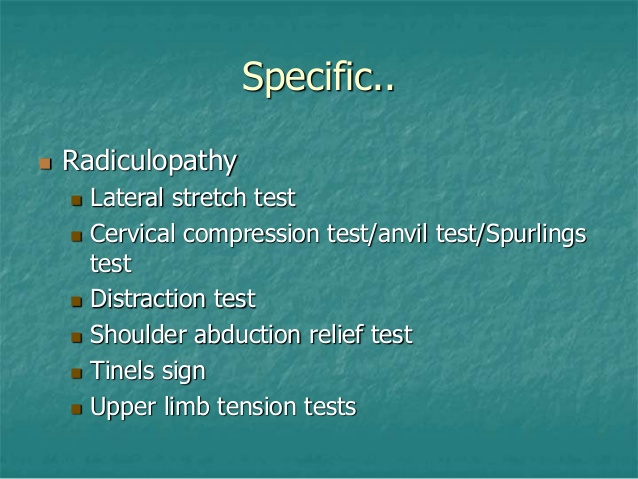 Specific..
Radiculopathy
Lateral stretch test
Cervical compression test/anvil test/Spurlings
test
Distraction test
Shoulder abduction relief test
Tinels sign
Upper limb tension tests